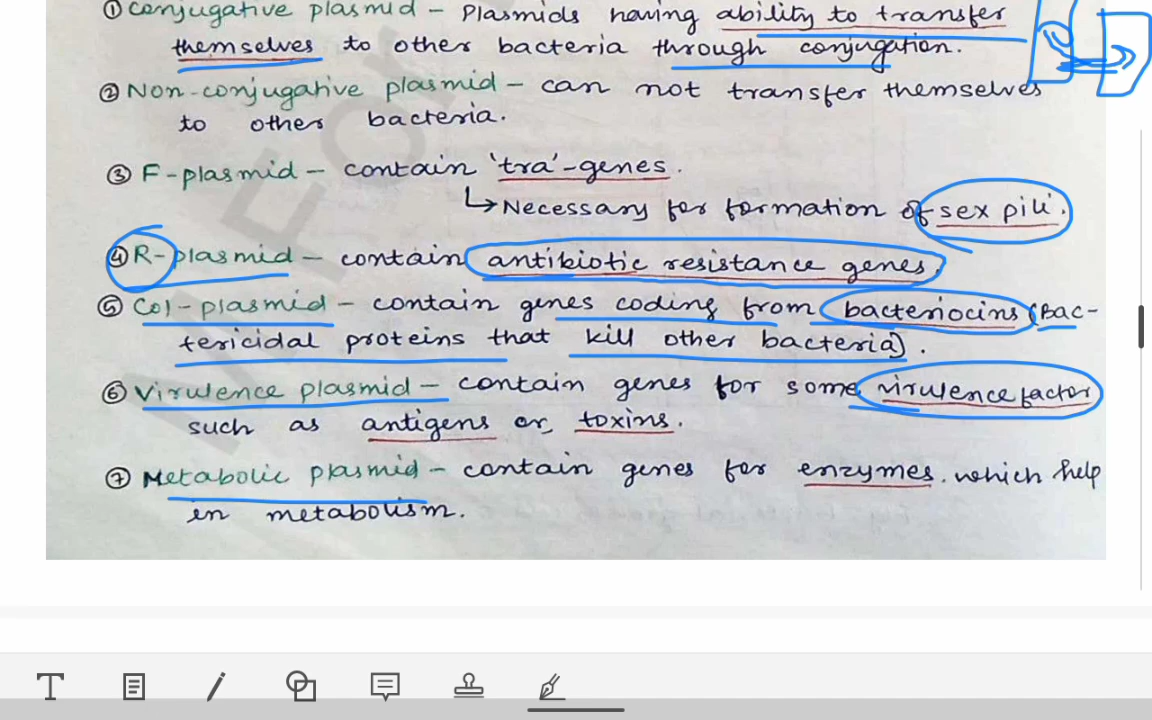 ① Conjugative plasmid - Plasmids having ability to transfer
themselves to other bacteria through conjugation.
② Non-conjugative plasmid - can not transfer themselves
to other bacteria.
③ F-plasmid - contain 'tra'-genes.
↳ Necessary for formation of sex pili.
④ R-plasmid - contain antibiotic resistance genes.
⑤ Col-plasmid - contain genes coding from bacteriocins (Bac-
tericidal proteins that kill other bacteria).
⑥ Virulence plasmid - contain genes for some virulence factor
such as antigens or, toxins.
⑦ Metabolic plasmid - contain genes for enzymes. which help
in metabolism.